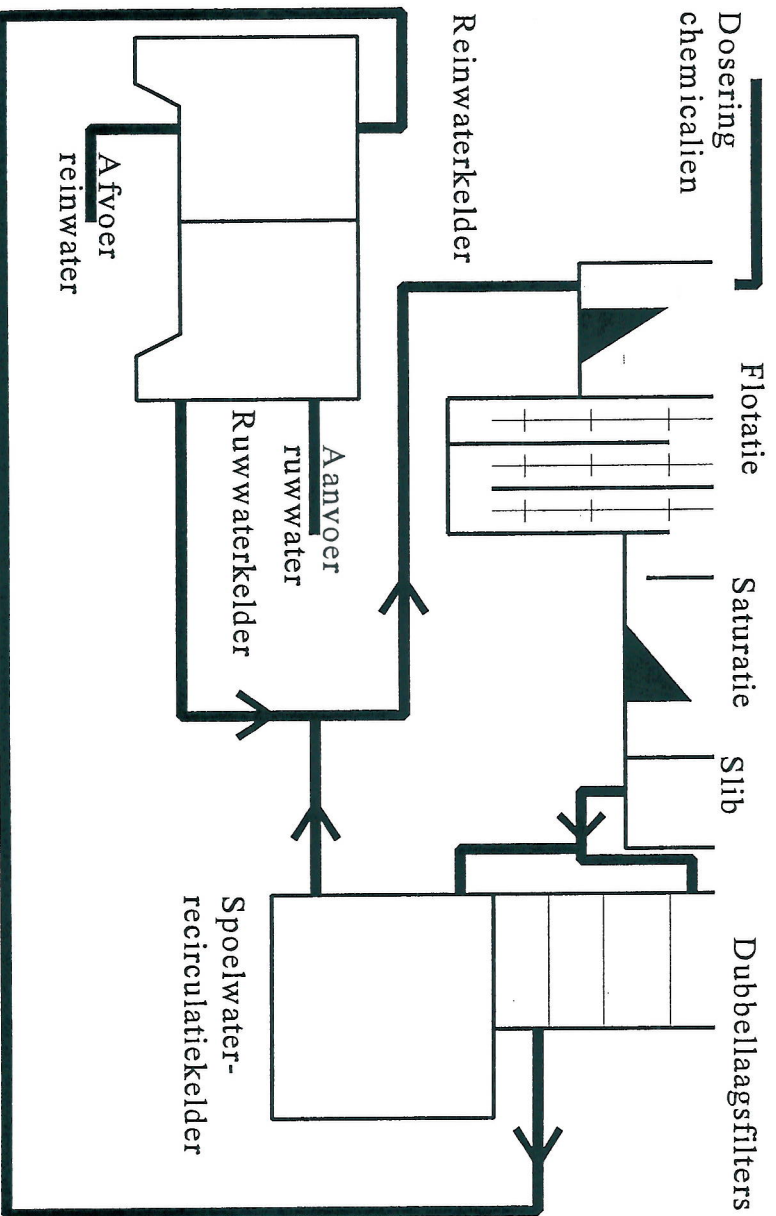 Dosering
chemicalien
Flotatie
Saturatie
Slib
Dubbellaagsfilters
Reinwaterkelder
Aanvoer
ruwwater
Ruwwaterkelder
Spoelwater-
recirculatiekelder
Afvoer
reinwater